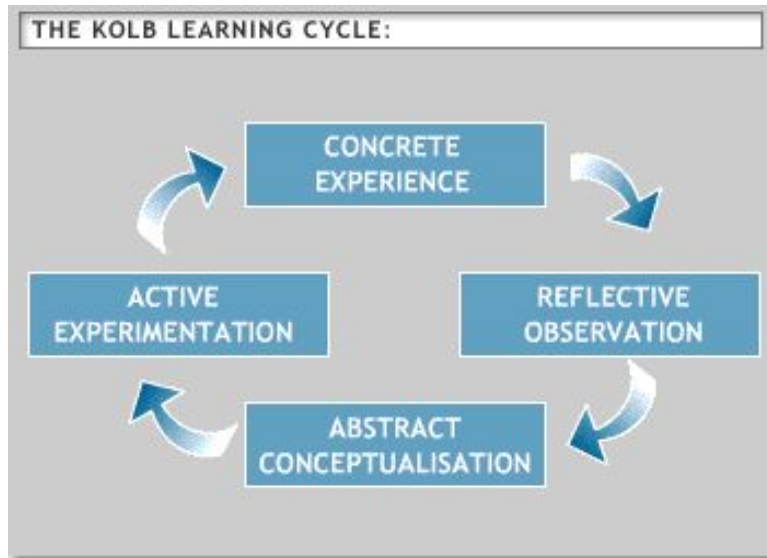 THE KOLB LEARNING CYCLE:
CONCRETE
EXPERIENCE
ACTIVE
EXPERIMENTATION
REFLECTIVE
OBSERVATION
ABSTRACT
CONCEPTUALISATION